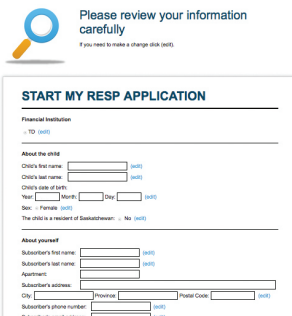 Please review your information
carefully
If you need to make a change click (edit).
START MY RESP APPLICATION
Financial Institution
TD (edit)
About the child
Child's first name: (edit)
Child's last name: (edit)
Child's date of birth:
Year: Month: Day: (edit)
Sex: Female (edit)
The child is a resident of Saskatchewan: No (edit)
About yourself
Subscriber's first name: (edit)
Subscriber's last name: (edit)
Apartment:
Subscriber's address:
City: Province: Postal Code: (edit)
Subscriber's phone number: (edit)